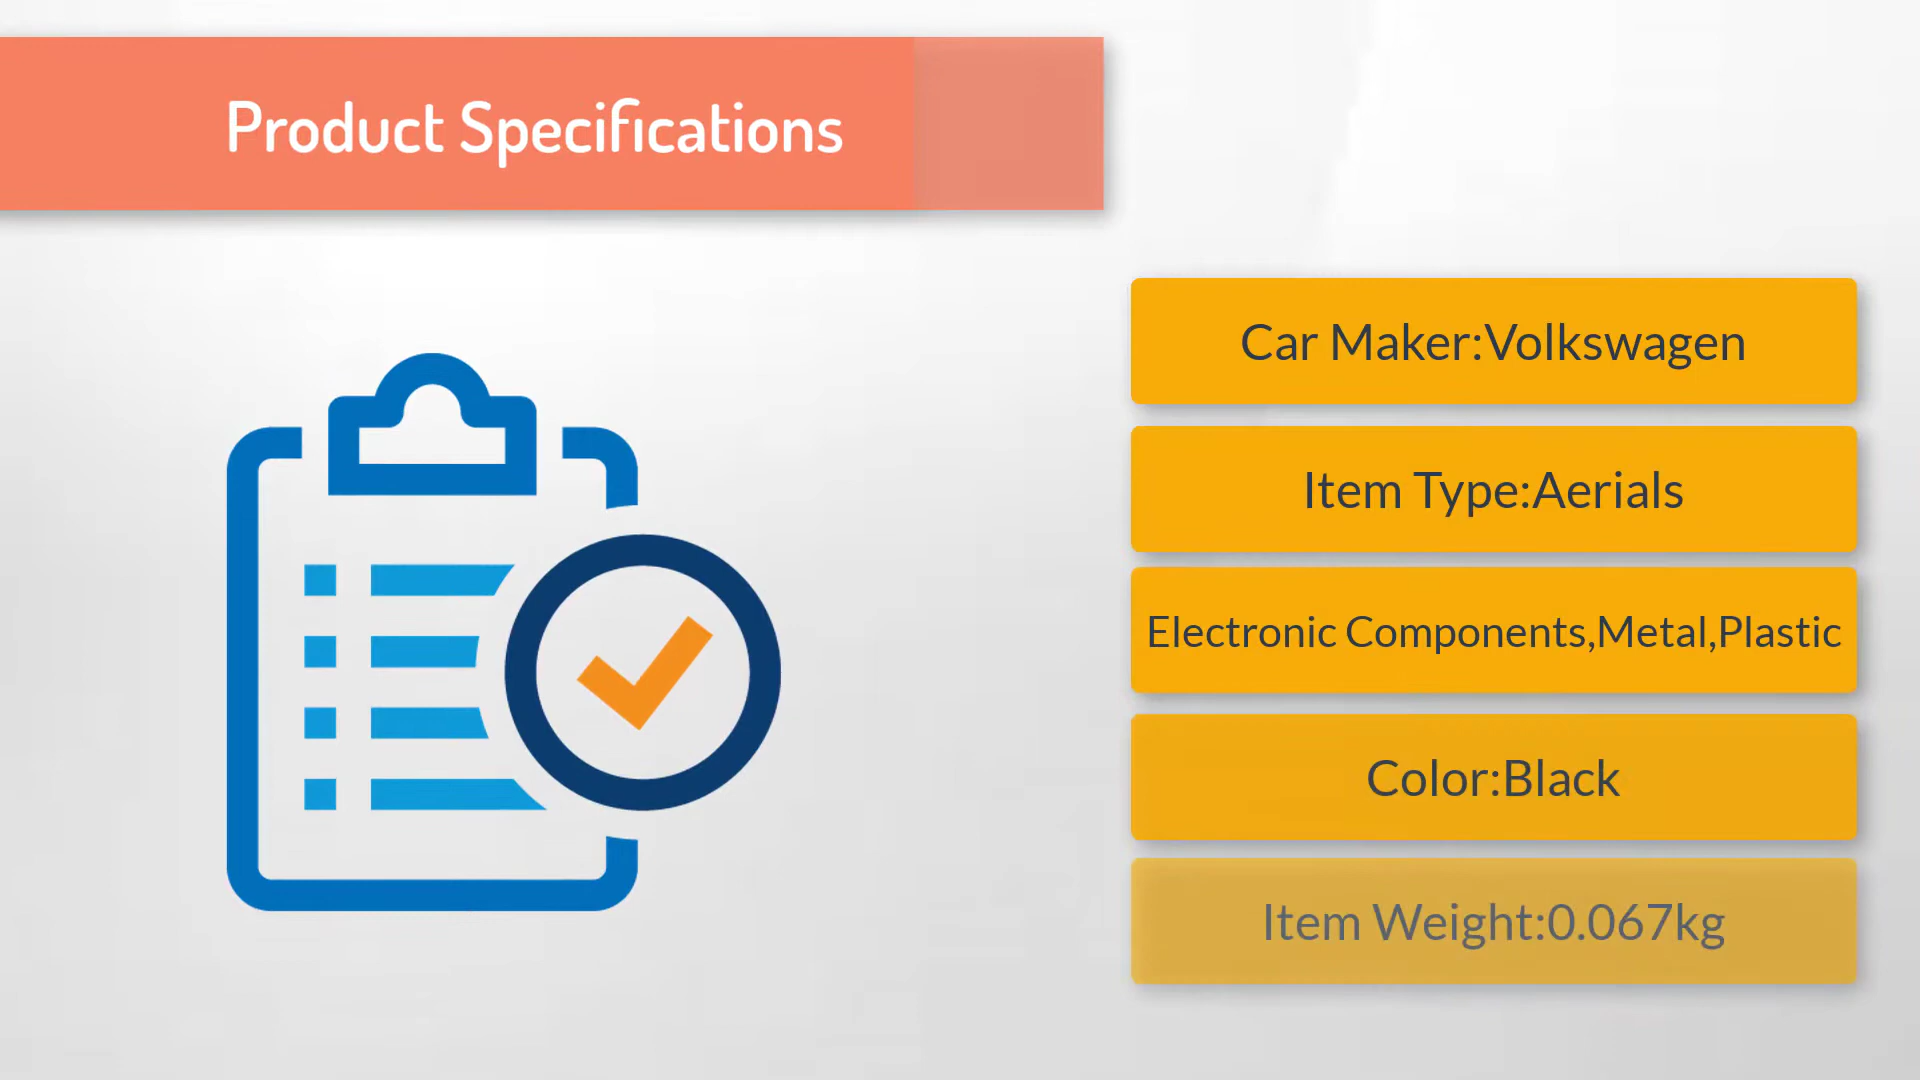 Product Specifications
Car Maker:Volkswagen
Item Type:Aerials
Electronic Components,Metal,Plastic
Color:Black
Item Weight:0.067kg